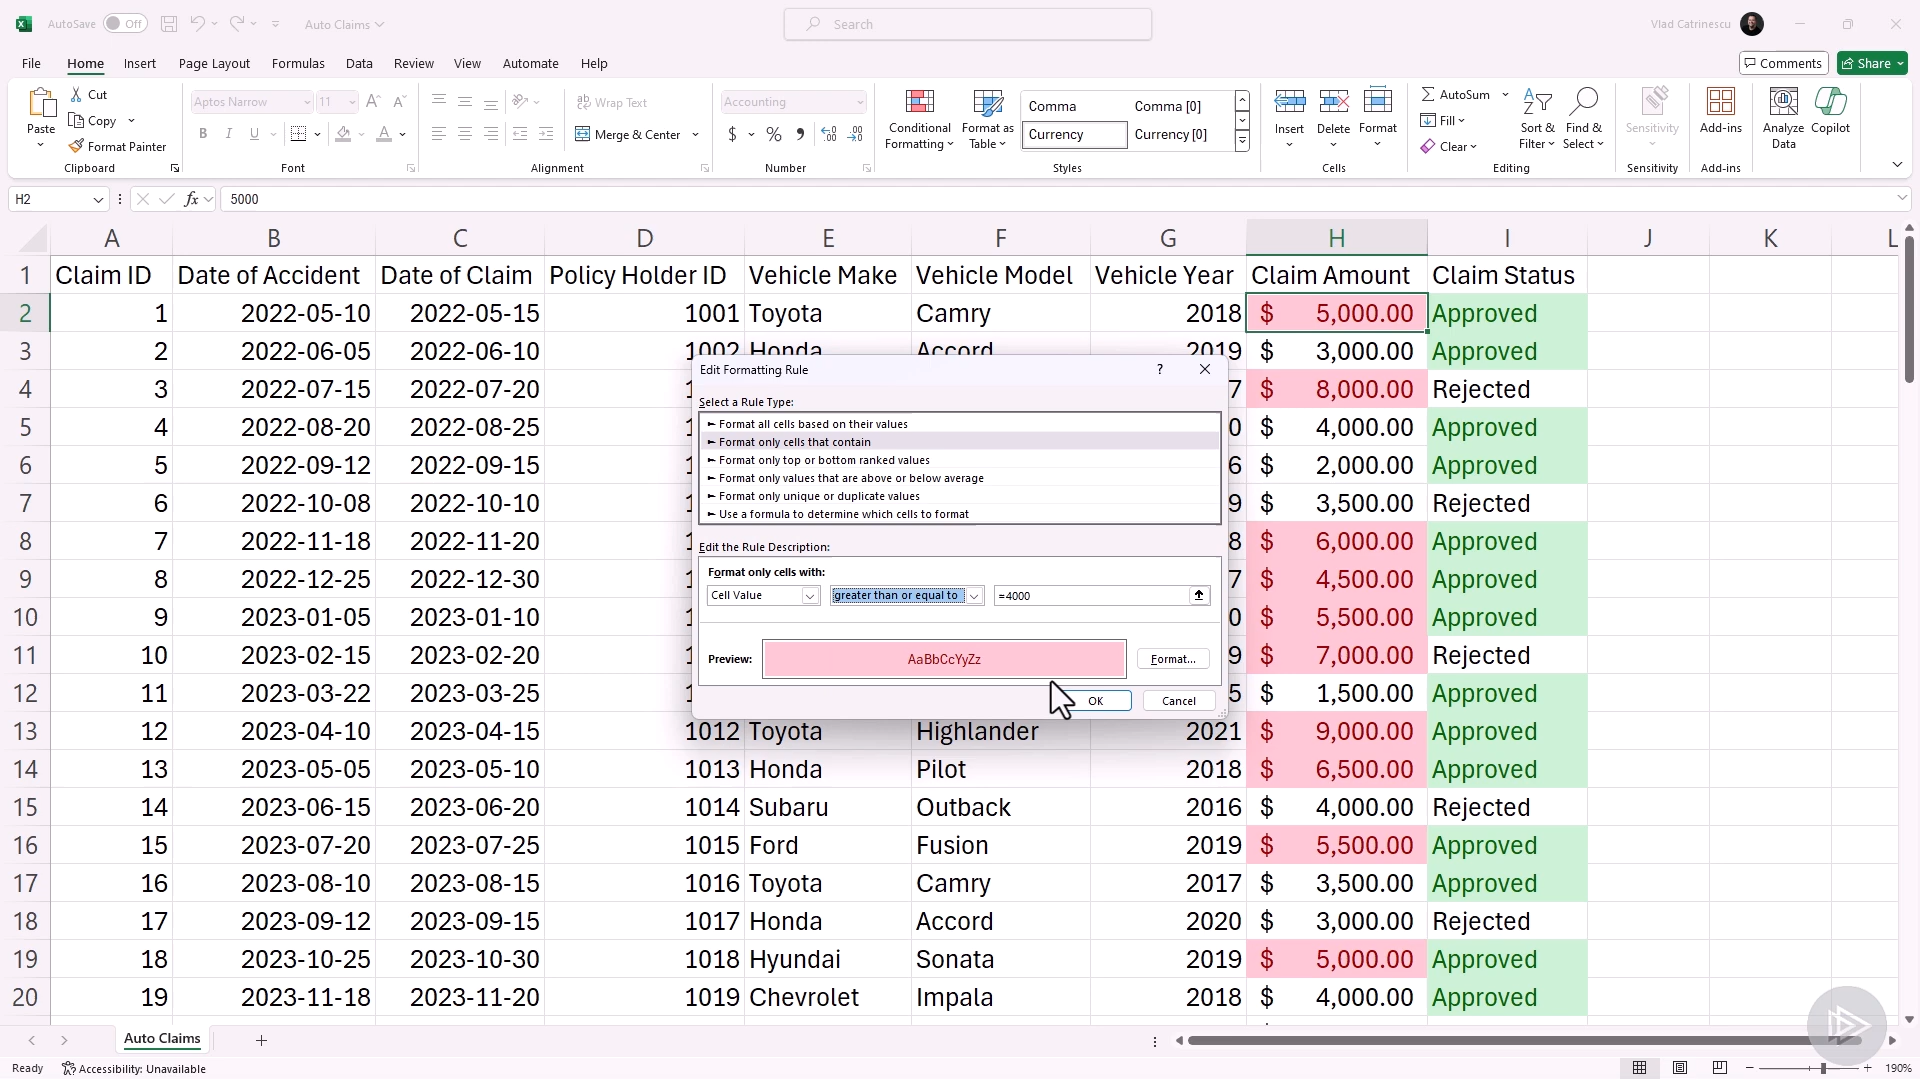 AutoSave Off Auto Claims Search Vlad Catrinescu
File Home Insert Page Layout Formulas Data Review View Automate Help Comments Share
Paste Cut Copy Format Painter Clipboard
Aptos Narrow 11 B I U A Font
Wrap Text Merge & Center Alignment
Accounting $ % , Number
Conditional Formatting Format as Table Comma Comma [0] Currency Currency [0] Styles
Insert Delete Format Cells
AutoSum Fill Clear Sort & Filter Find & Select Editing
Sensitivity Sensitivity Add-ins Add-ins Analyze Data Copilot
H2 fx 5000
A B C D E F G H I J K L
1 Claim ID Date of Accident Date of Claim Policy Holder ID Vehicle Make Vehicle Model Vehicle Year Claim Amount Claim Status
2 1 2022-05-10 2022-05-15 1001 Toyota Camry 2018 $ 5,000.00 Approved
3 2 2022-06-05 2022-06-10 1002 Honda Accord 2019 $ 3,000.00 Approved
4 3 2022-07-15 2022-07-20 1 7 $ 8,000.00 Rejected
5 4 2022-08-20 2022-08-25 1 0 $ 4,000.00 Approved
6 5 2022-09-12 2022-09-15 1 6 $ 2,000.00 Approved
7 6 2022-10-08 2022-10-10 1 9 $ 3,500.00 Rejected
8 7 2022-11-18 2022-11-20 1 8 $ 6,000.00 Approved
9 8 2022-12-25 2022-12-30 1 7 $ 4,500.00 Approved
10 9 2023-01-05 2023-01-10 1 0 $ 5,500.00 Approved
11 10 2023-02-15 2023-02-20 1 9 $ 7,000.00 Rejected
12 11 2023-03-22 2023-03-25 1 5 $ 1,500.00 Approved
13 12 2023-04-10 2023-04-15 1012 Toyota Highlander 2021 $ 9,000.00 Approved
14 13 2023-05-05 2023-05-10 1013 Honda Pilot 2018 $ 6,500.00 Approved
15 14 2023-06-15 2023-06-20 1014 Subaru Outback 2016 $ 4,000.00 Rejected
16 15 2023-07-20 2023-07-25 1015 Ford Fusion 2019 $ 5,500.00 Approved
17 16 2023-08-10 2023-08-15 1016 Toyota Camry 2017 $ 3,500.00 Approved
18 17 2023-09-12 2023-09-15 1017 Honda Accord 2020 $ 3,000.00 Rejected
19 18 2023-10-25 2023-10-30 1018 Hyundai Sonata 2019 $ 5,000.00 Approved
20 19 2023-11-18 2023-11-20 1019 Chevrolet Impala 2018 $ 4,000.00 Approved
Edit Formatting Rule ?
Select a Rule Type:
► Format all cells based on their values
► Format only cells that contain
► Format only top or bottom ranked values
► Format only values that are above or below average
► Format only unique or duplicate values
► Use a formula to determine which cells to format
Edit the Rule Description:
Format only cells with:
Cell Value greater than or equal to =4000
Preview: AaBbCcYyZz Format...
OK Cancel
Auto Claims +
Ready Accessibility: Unavailable 190%